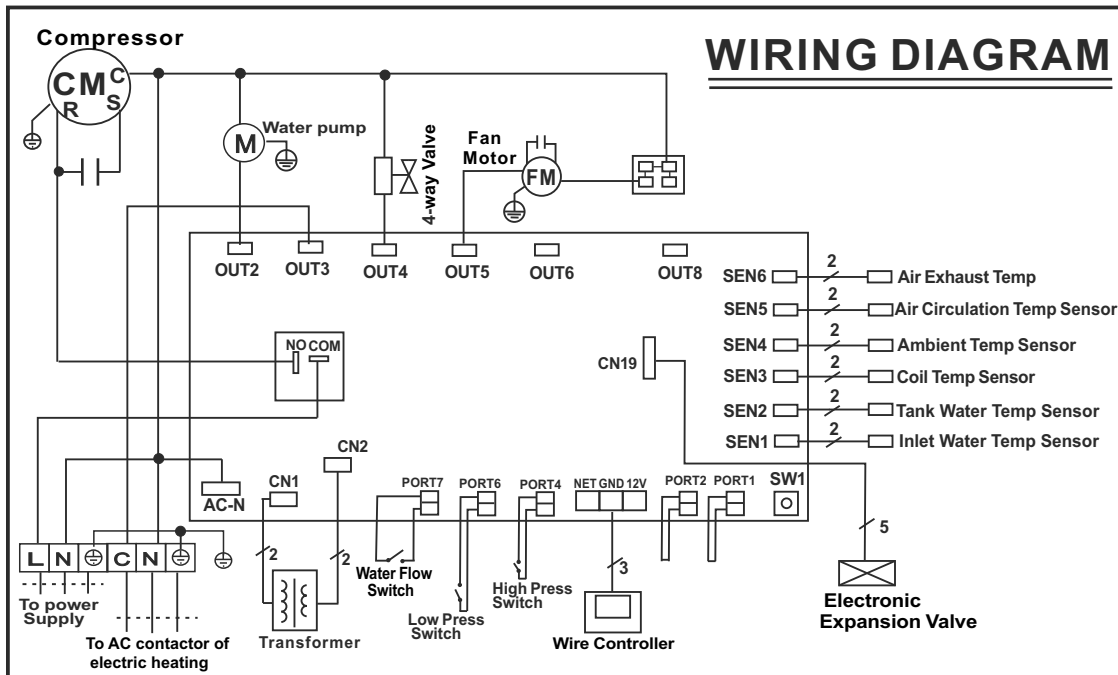 WIRING DIAGRAM
Compressor
CM
C
R
S
Water pump
M
4-way Valve
Fan
Motor
FM
OUT2
OUT3
OUT4
OUT5
OUT6
OUT8
SEN6
2
Air Exhaust Temp
SEN5
2
Air Circulation Temp Sensor
SEN4
2
Ambient Temp Sensor
SEN3
2
Coil Temp Sensor
SEN2
2
Tank Water Temp Sensor
SEN1
2
Inlet Water Temp Sensor
NO COM
CN19
CN2
CN1
AC-N
PORT7
PORT6
PORT4
NET GND 12V
PORT2
PORT1
SW1
L N C N
2
2
3
5
To power
Supply
To AC contactor of
electric heating
Transformer
Water Flow
Switch
Low Press
Switch
High Press
Switch
Wire Controller
Electronic
Expansion Valve